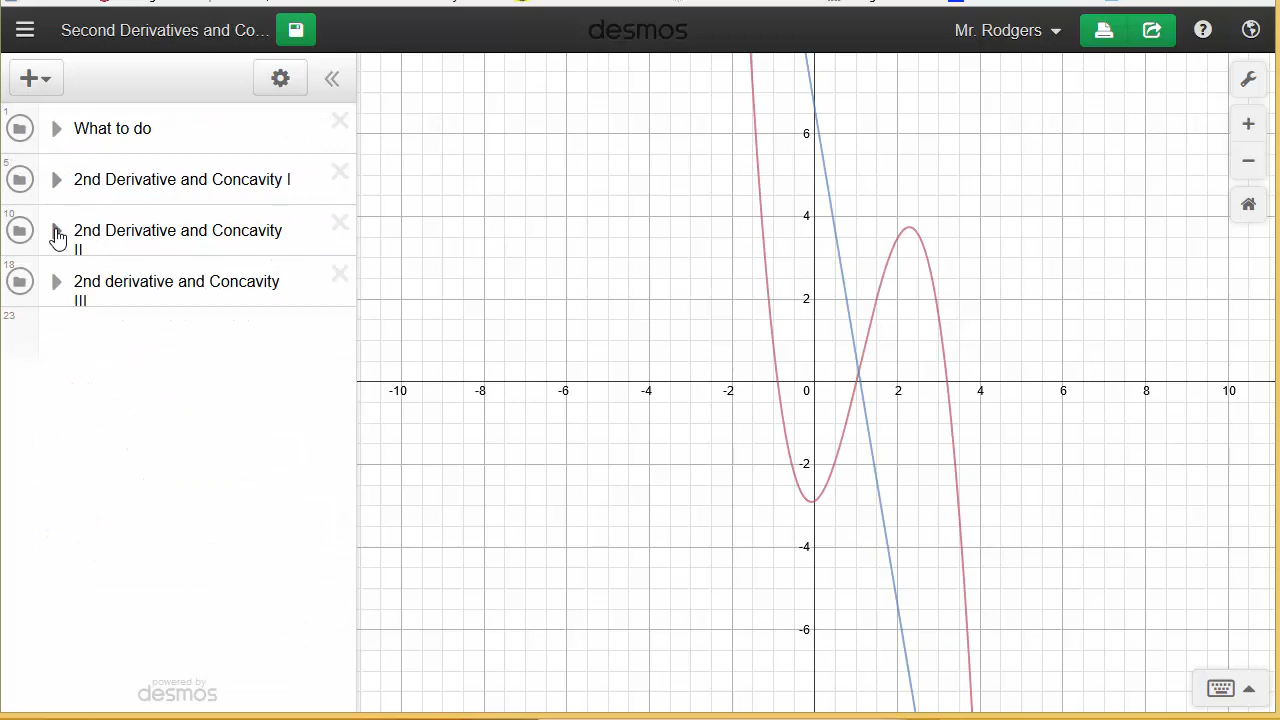 Second Derivatives and Co...
desmos
Mr. Rodgers
1
What to do
5
2nd Derivative and Concavity I
10
2nd Derivative and Concavity
II
18
2nd derivative and Concavity
III
23
6
4
2
-10 -8 -6 -4 -2 0 2 4 6 8 10
-2
-4
-6
powered by
desmos